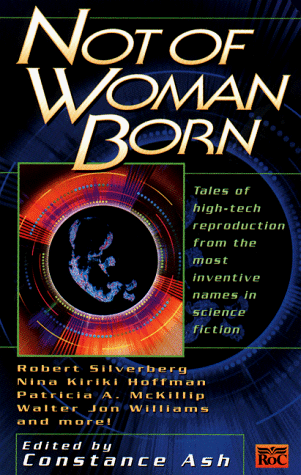 NOT OF
WOMAN
BORN
Tales of
high-tech
reproduction
from the
most
inventive
names in
science
fiction
Robert Silverberg
Nina Kiriki Hoffman
Patricia A. McKillip
Walter Jon Williams
and more!
Edited by
Constance Ash
ROC